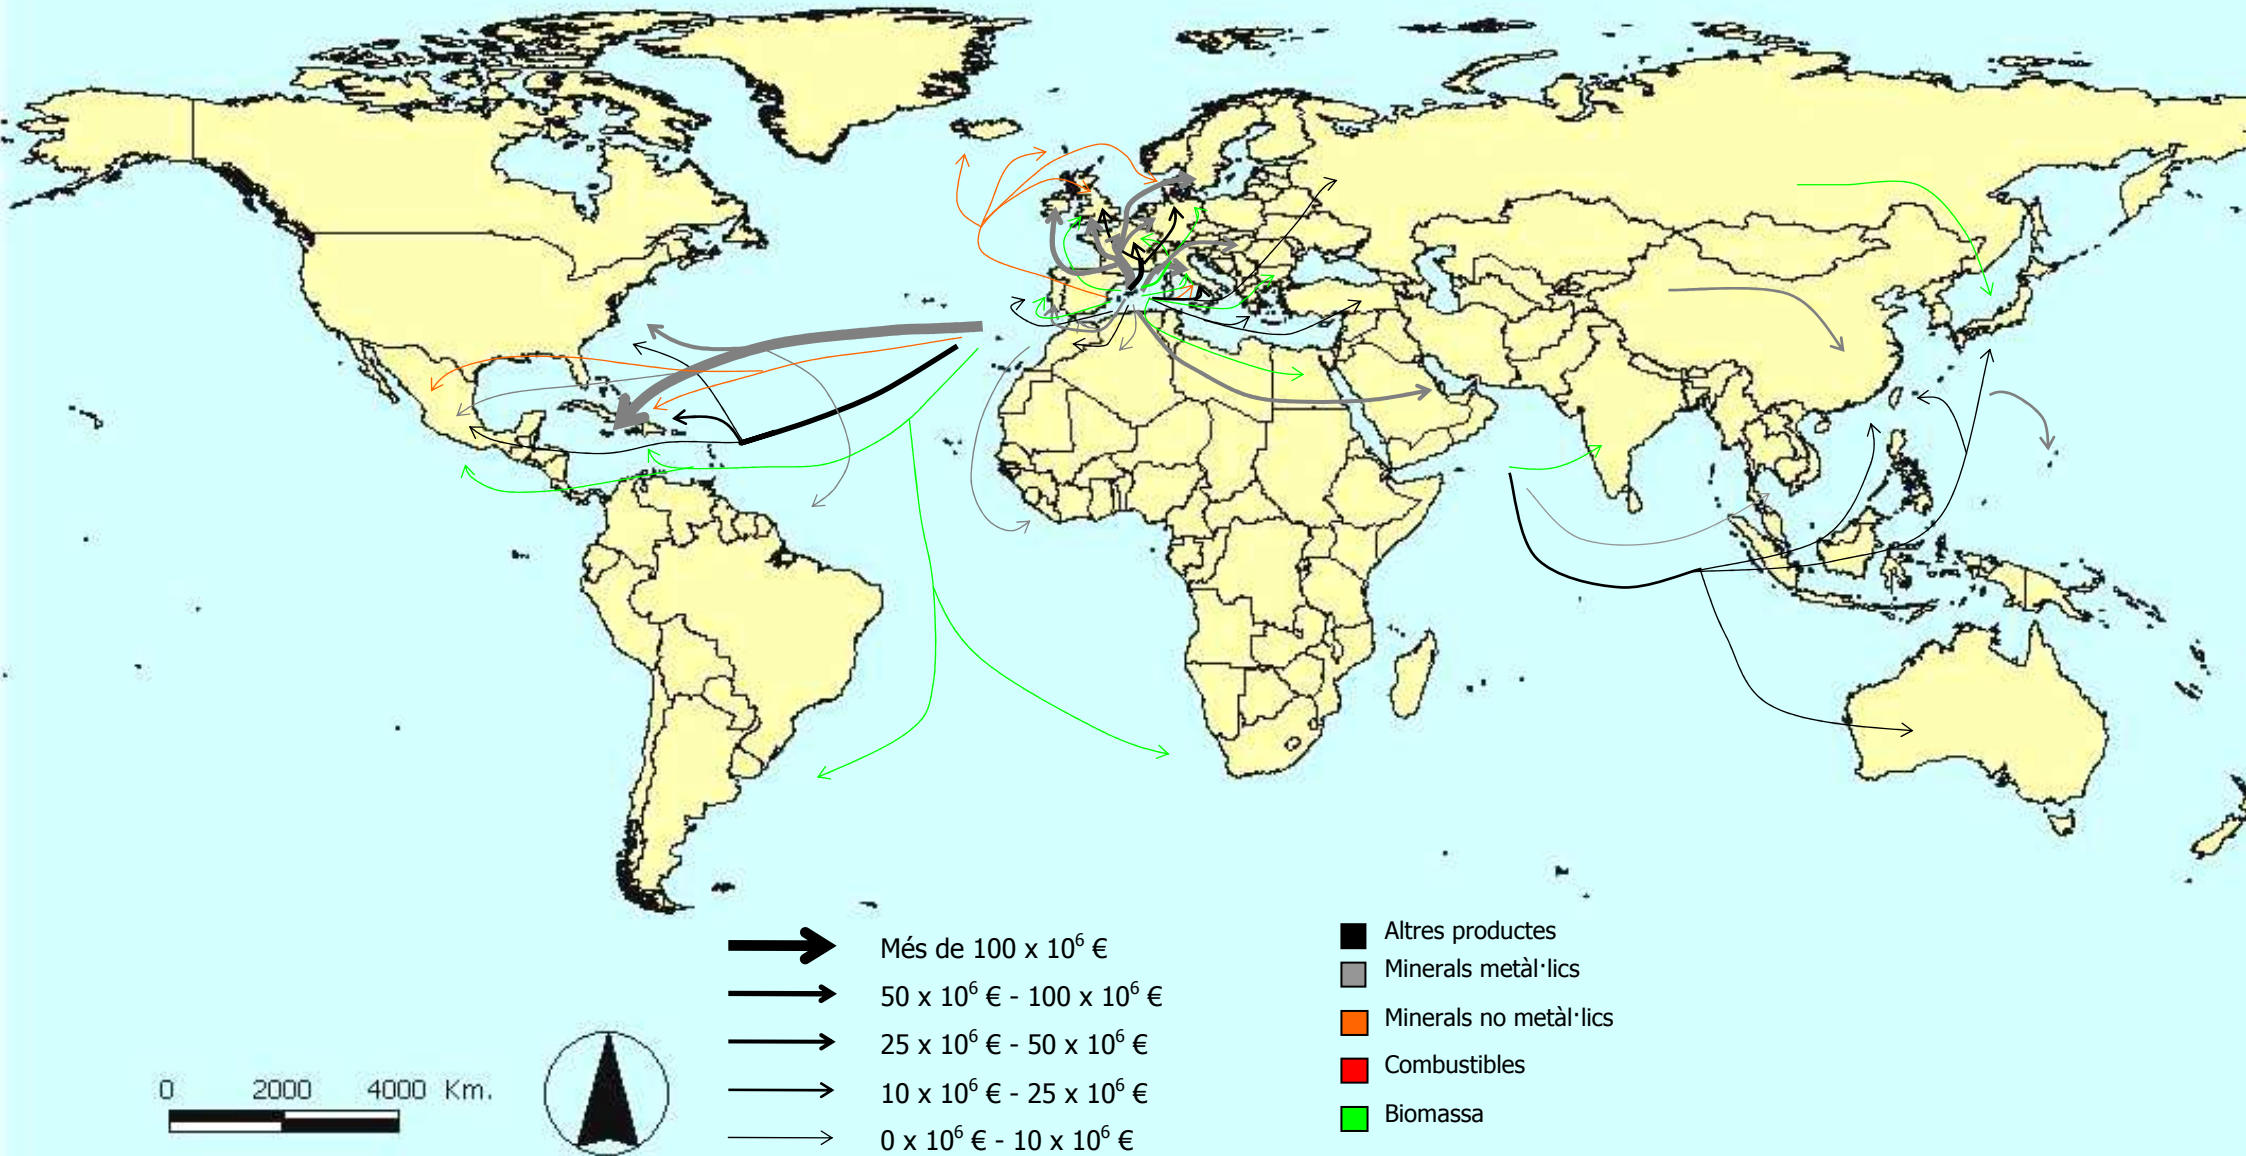 Més de 100 x 10⁶ €
50 x 10⁶ € - 100 x 10⁶ €
25 x 10⁶ € - 50 x 10⁶ €
10 x 10⁶ € - 25 x 10⁶ €
0 x 10⁶ € - 10 x 10⁶ €
Altres productes
Minerals metàl·lics
Minerals no metàl·lics
Combustibles
Biomassa
0 2000 4000 Km.